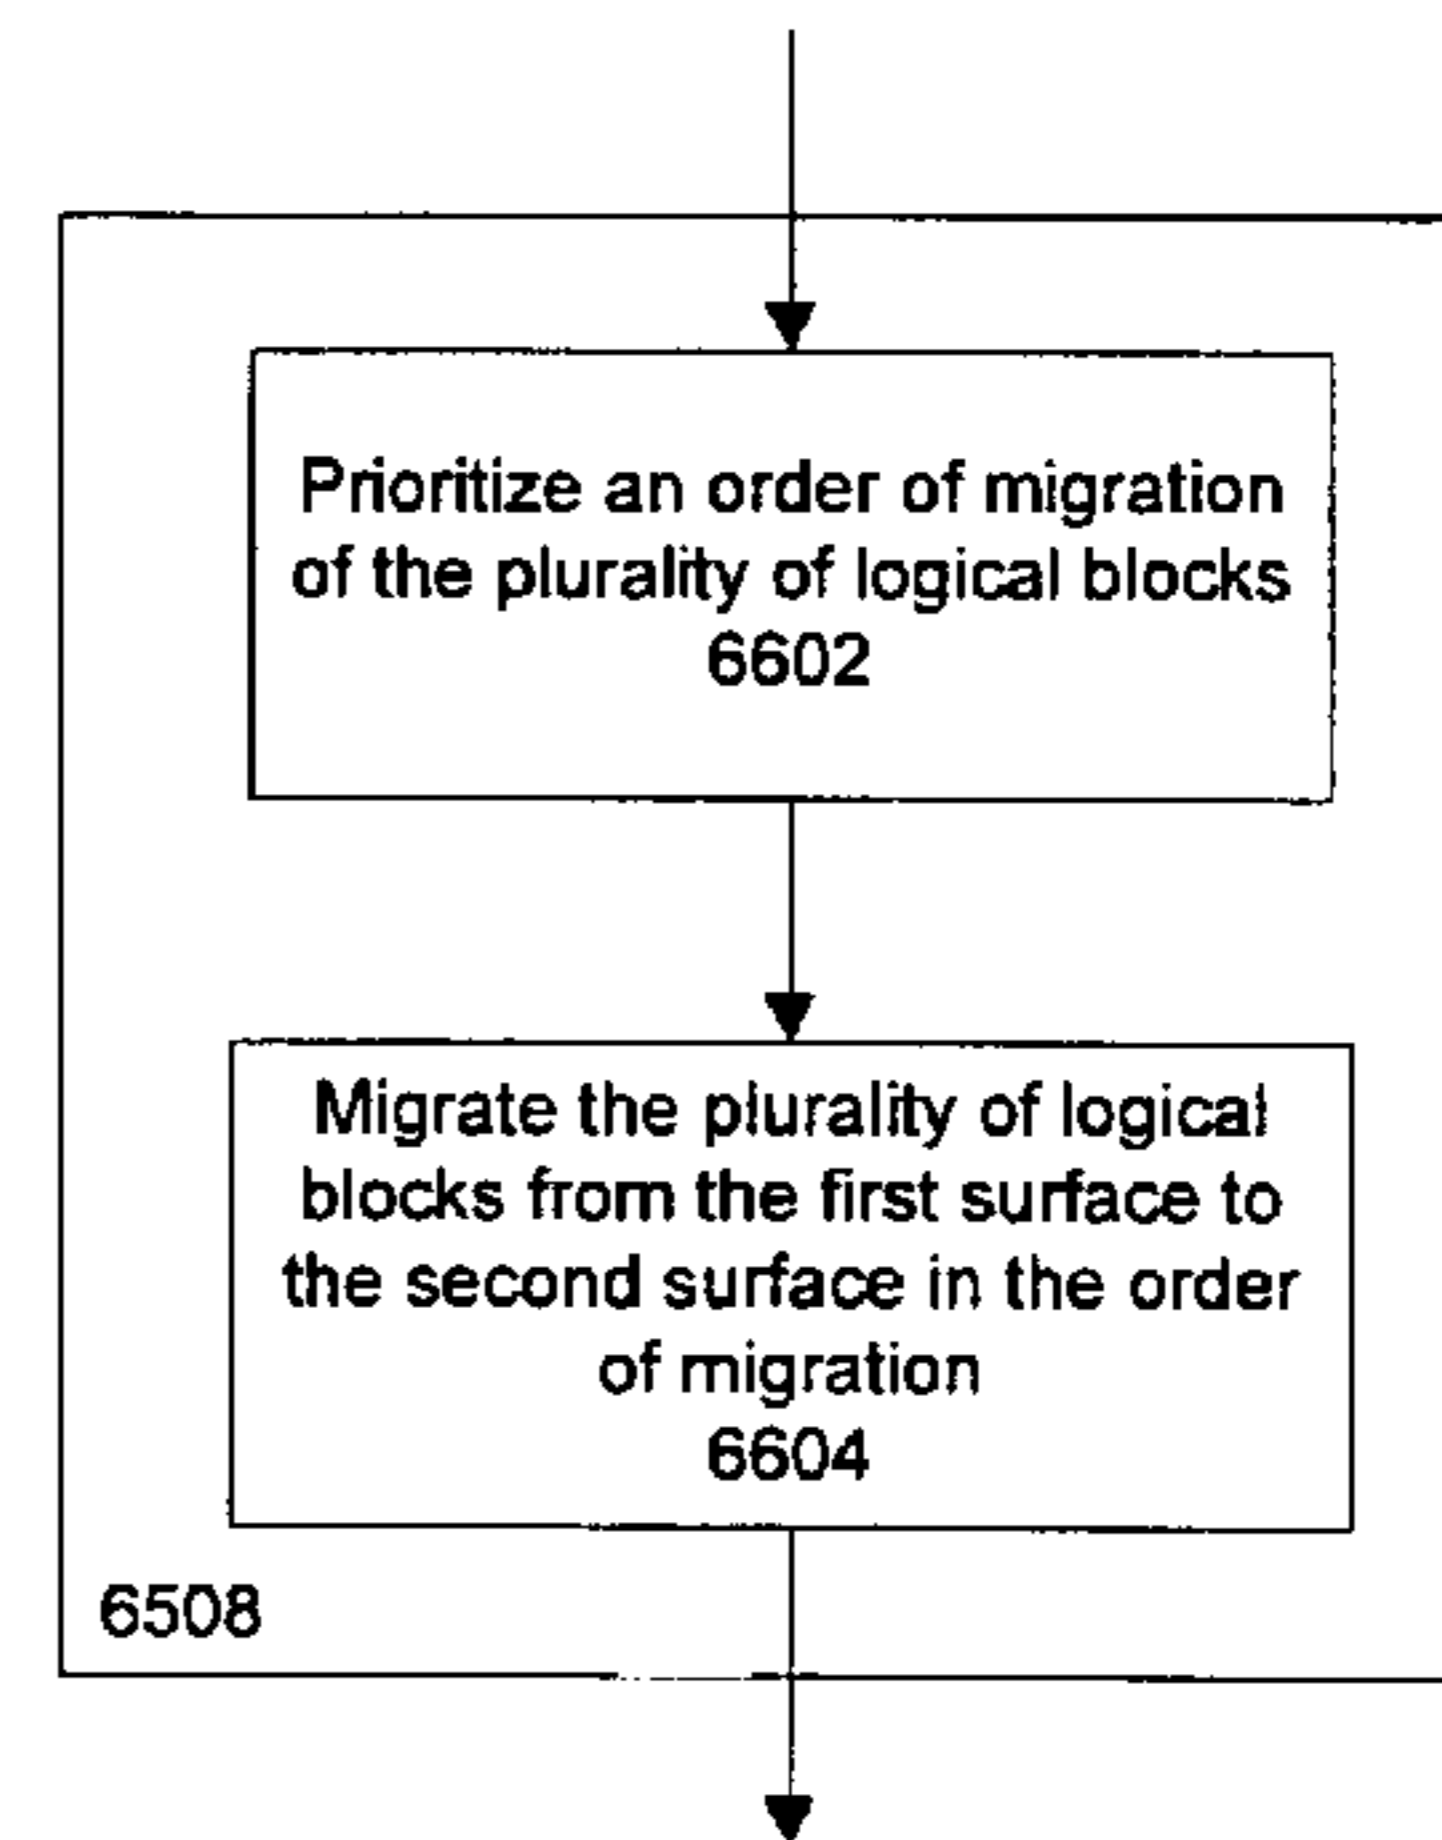 Prioritize an order of migration
of the plurality of logical blocks
6602
Migrate the plurality of logical
blocks from the first surface to
the second surface in the order
of migration
6604
6508